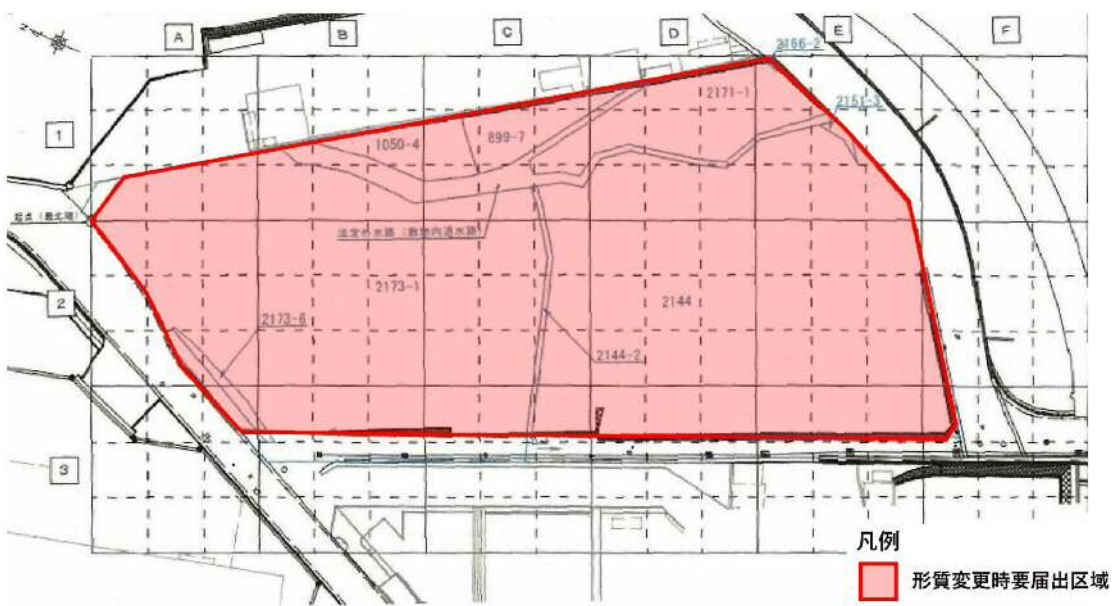 A
B
C
D
E
F
2166-2
2171-1
2151-3
1
1050-4
899-7
起点（最北端）
法定外水路（敷地内通水路）
2
2173-1
2144
2173-6
2144-2
3
凡例
形質変更時要届出区域